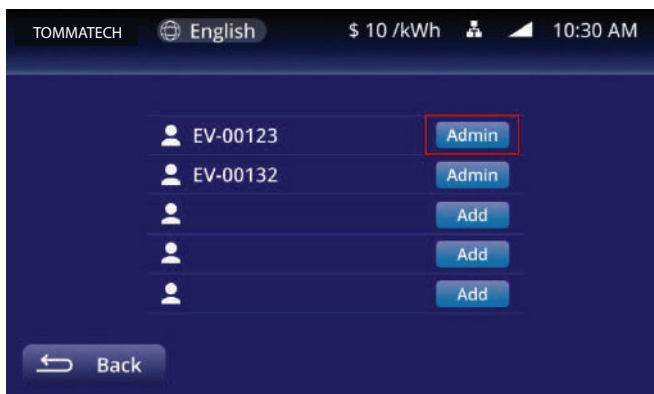 TOMMATECH English $ 10 /kWh 10:30 AM
EV-00123 Admin
EV-00132 Admin
Add
Add
Add
Back